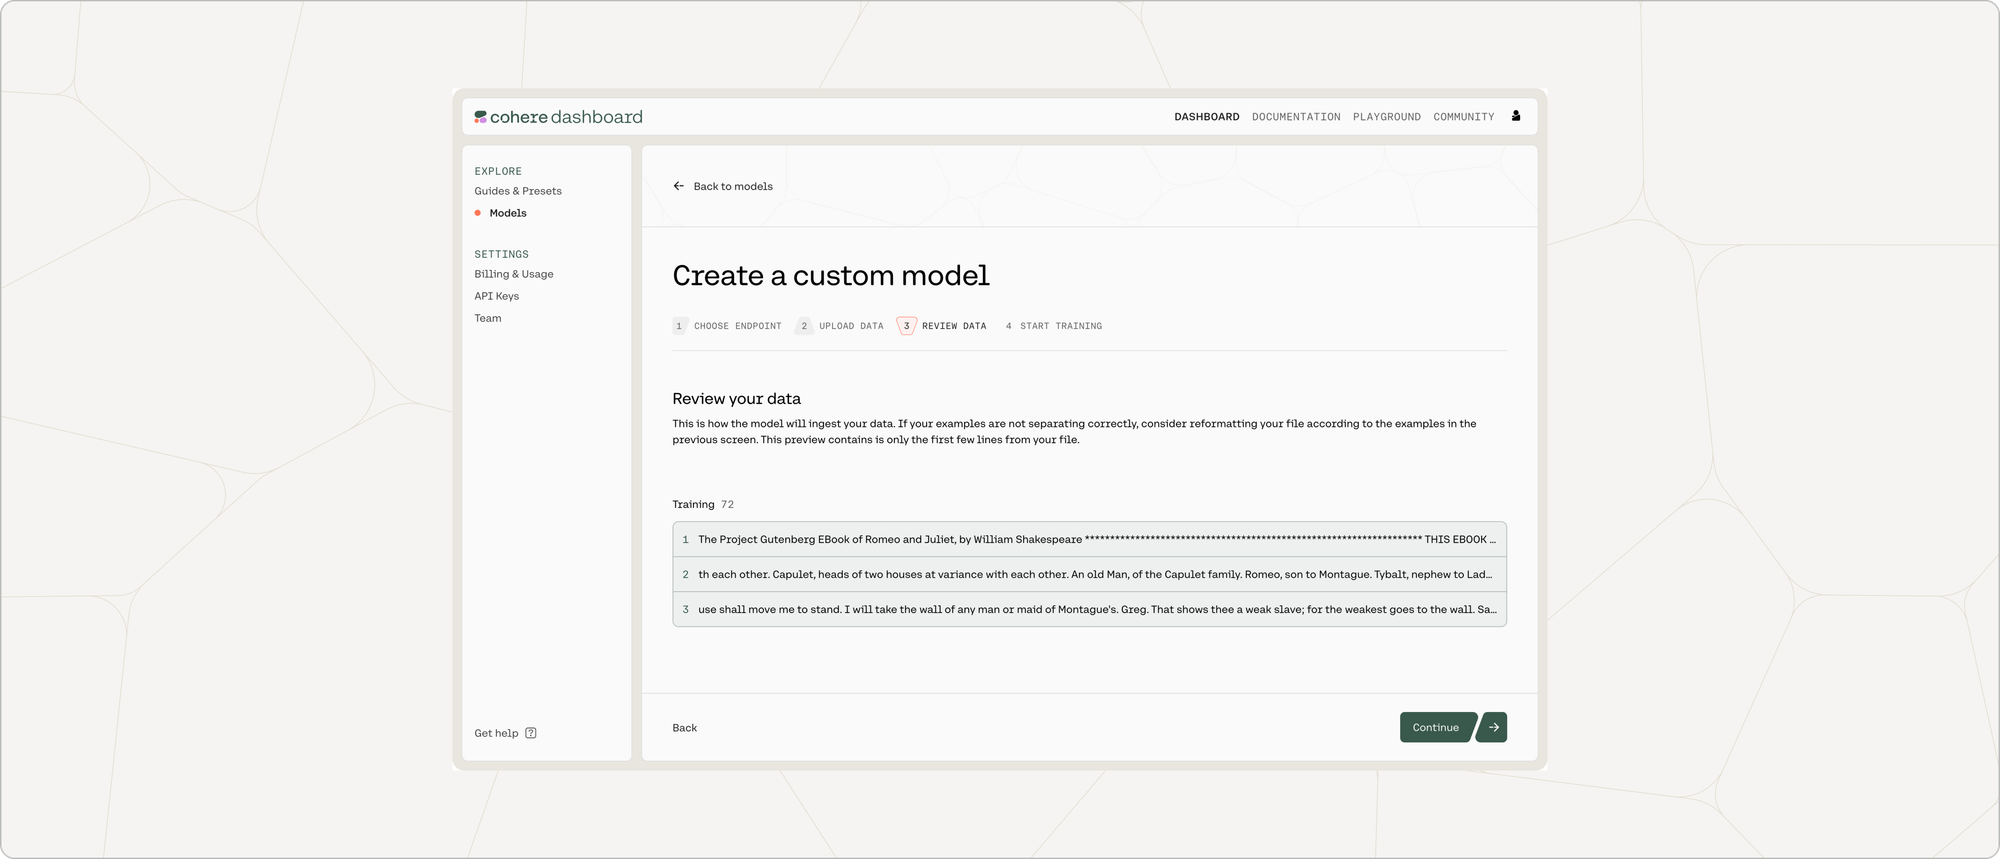 cohere dashboard
DASHBOARD DOCUMENTATION PLAYGROUND COMMUNITY
EXPLORE
Guides & Presets
Models
SETTINGS
Billing & Usage
API Keys
Team
Get help ?
← Back to models
Create a custom model
1 CHOOSE ENDPOINT 2 UPLOAD DATA 3 REVIEW DATA 4 START TRAINING
Review your data
This is how the model will ingest your data. If your examples are not separating correctly, consider reformatting your file according to the examples in the
previous screen. This preview contains is only the first few lines from your file.
Training 72
1 The Project Gutenberg EBook of Romeo and Juliet, by William Shakespeare ******************************************************************* THIS EBOOK ...
2 th each other. Capulet, heads of two houses at variance with each other. An old Man, of the Capulet family. Romeo, son to Montague. Tybalt, nephew to Lad...
3 use shall move me to stand. I will take the wall of any man or maid of Montague's. Greg. That shows thee a weak slave; for the weakest goes to the wall. Sa...
Back
Continue →